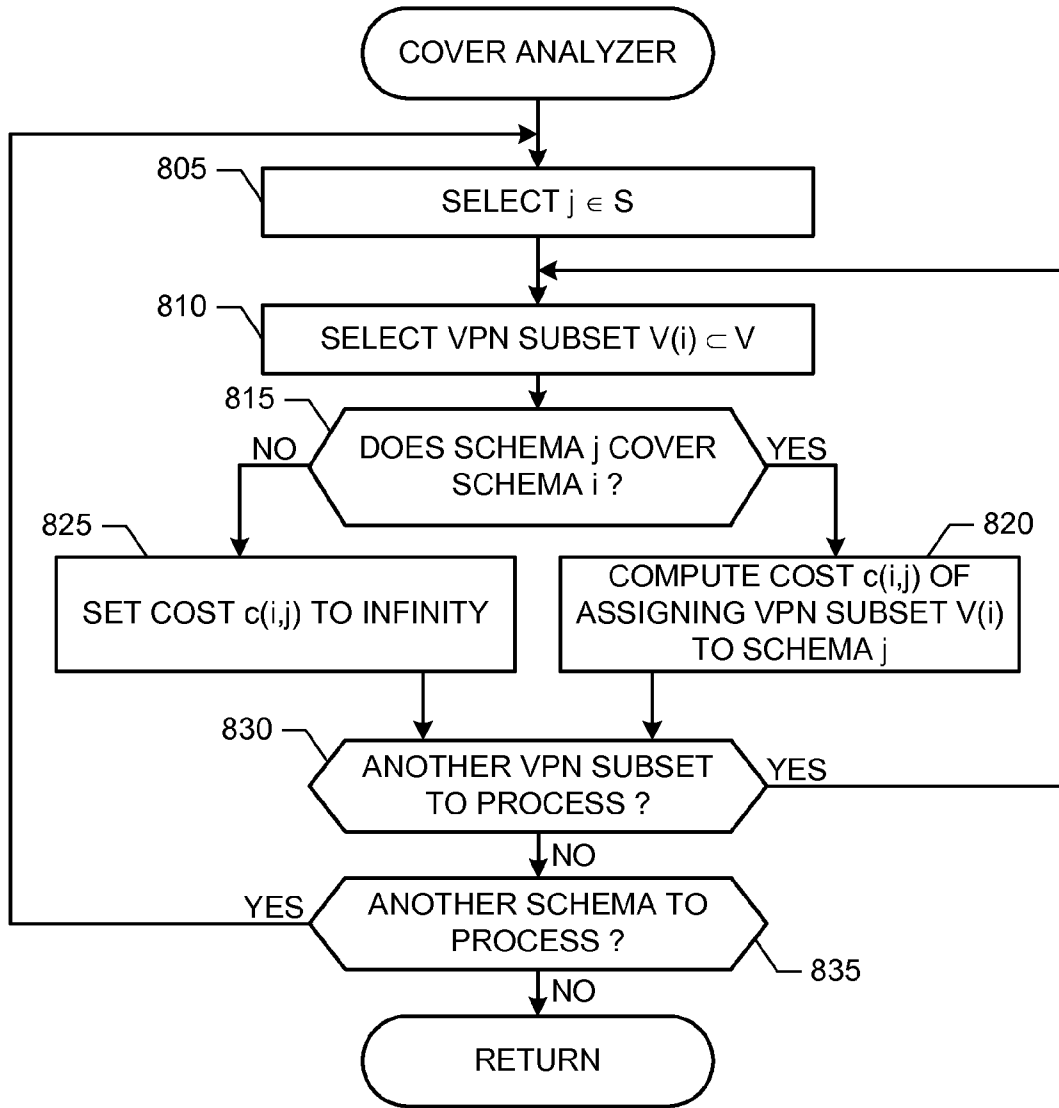 COVER ANALYZER
805
SELECT j ∈ S
810
SELECT VPN SUBSET V(i) ⊂ V
815
NO
DOES SCHEMA j COVER
SCHEMA i ?
YES
825
SET COST c(i,j) TO INFINITY
820
COMPUTE COST c(i,j) OF
ASSIGNING VPN SUBSET V(i)
TO SCHEMA j
830
ANOTHER VPN SUBSET
TO PROCESS ?
YES
NO
YES
ANOTHER SCHEMA TO
PROCESS ?
835
NO
RETURN